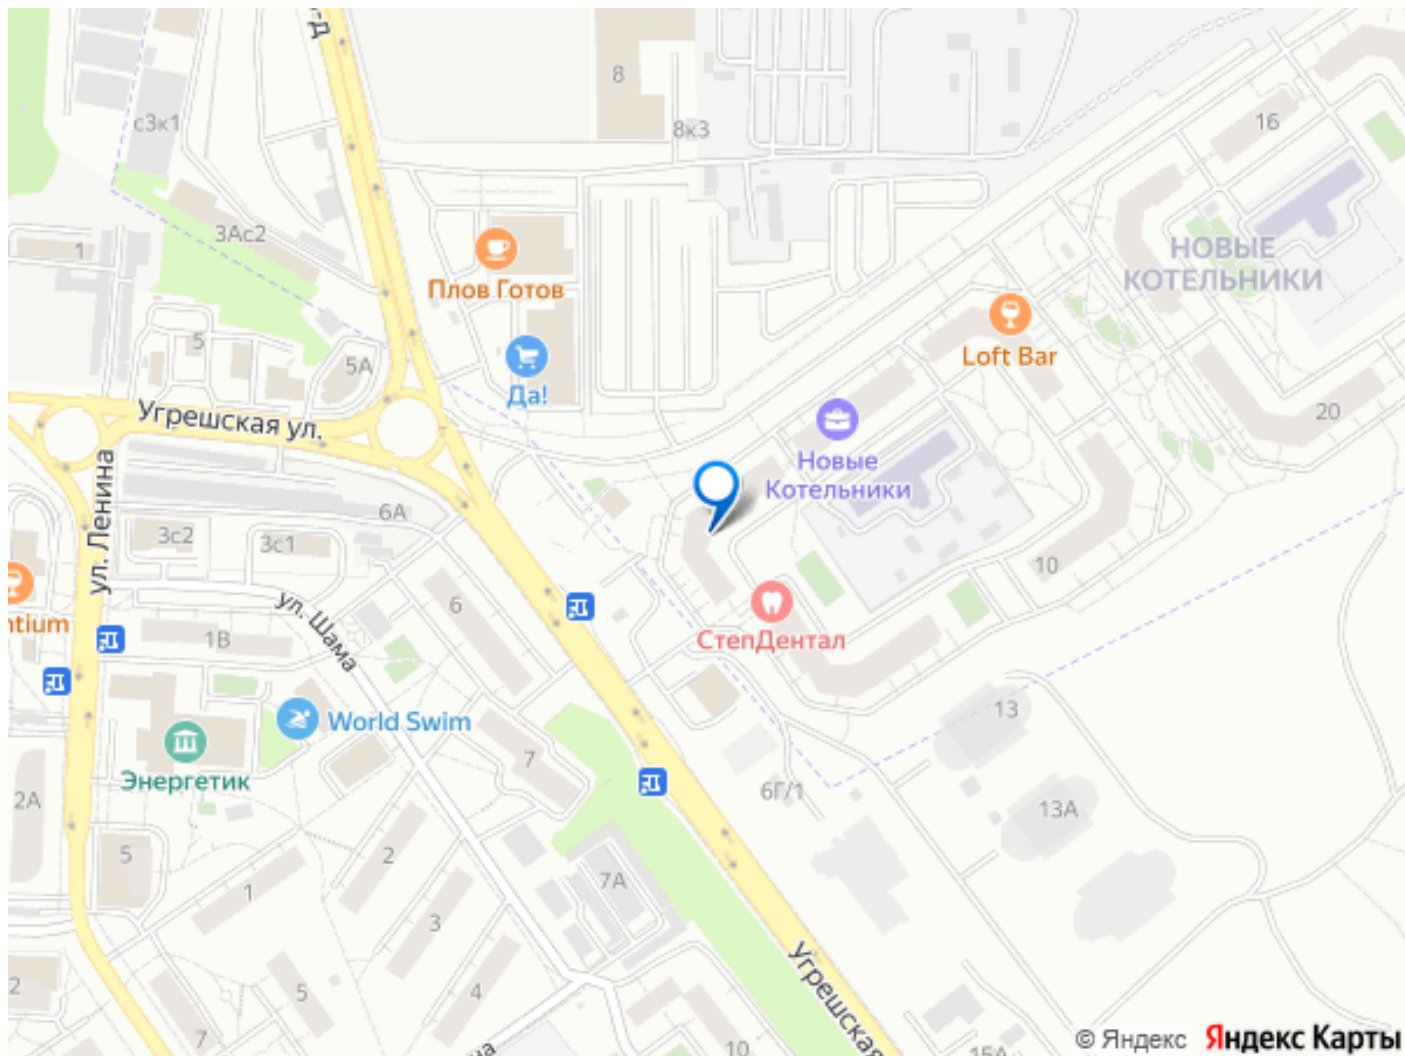 -д
8
с3к1
8к3
16
3Ас2
1
НОВЫЕ
КОТЕЛЬНИКИ
Плов Готов
5
5А
Loft Bar
Да!
Угрешская ул.
20
Новые
Котельники
ул. Ленина
6А
3с2
3с1
10
6
ntium
1В
ул. Шама
СтепДентал
World Swim
13
7
Энергетик
2А
6Г/1
13А
5
2
7А
1
3
Угрешская
2
5
4
7
на
10
15А
© Яндекс Яндекс Карты